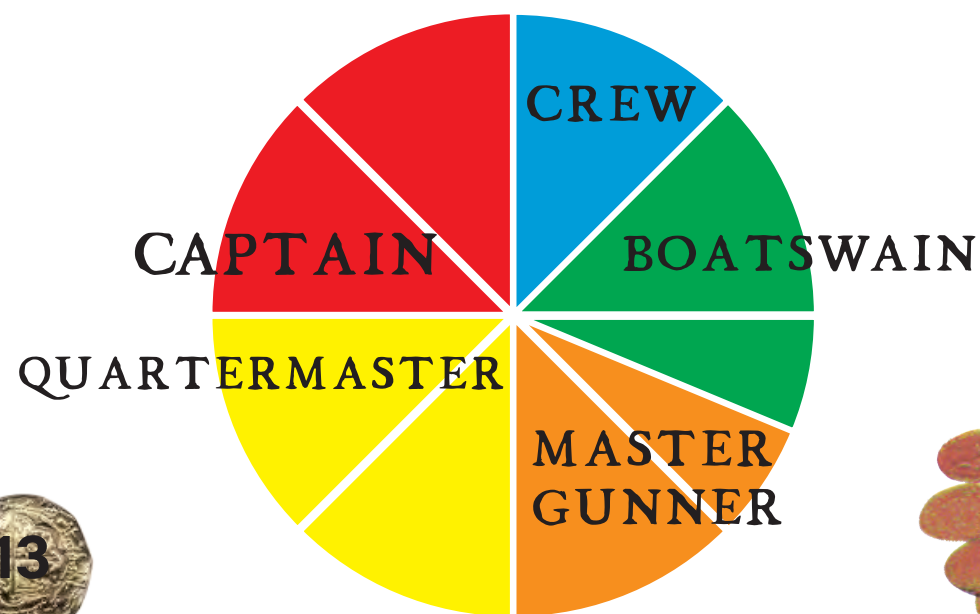 CREW
CAPTAIN
BOATSWAIN
QUARTERMASTER
MASTER
GUNNER
13